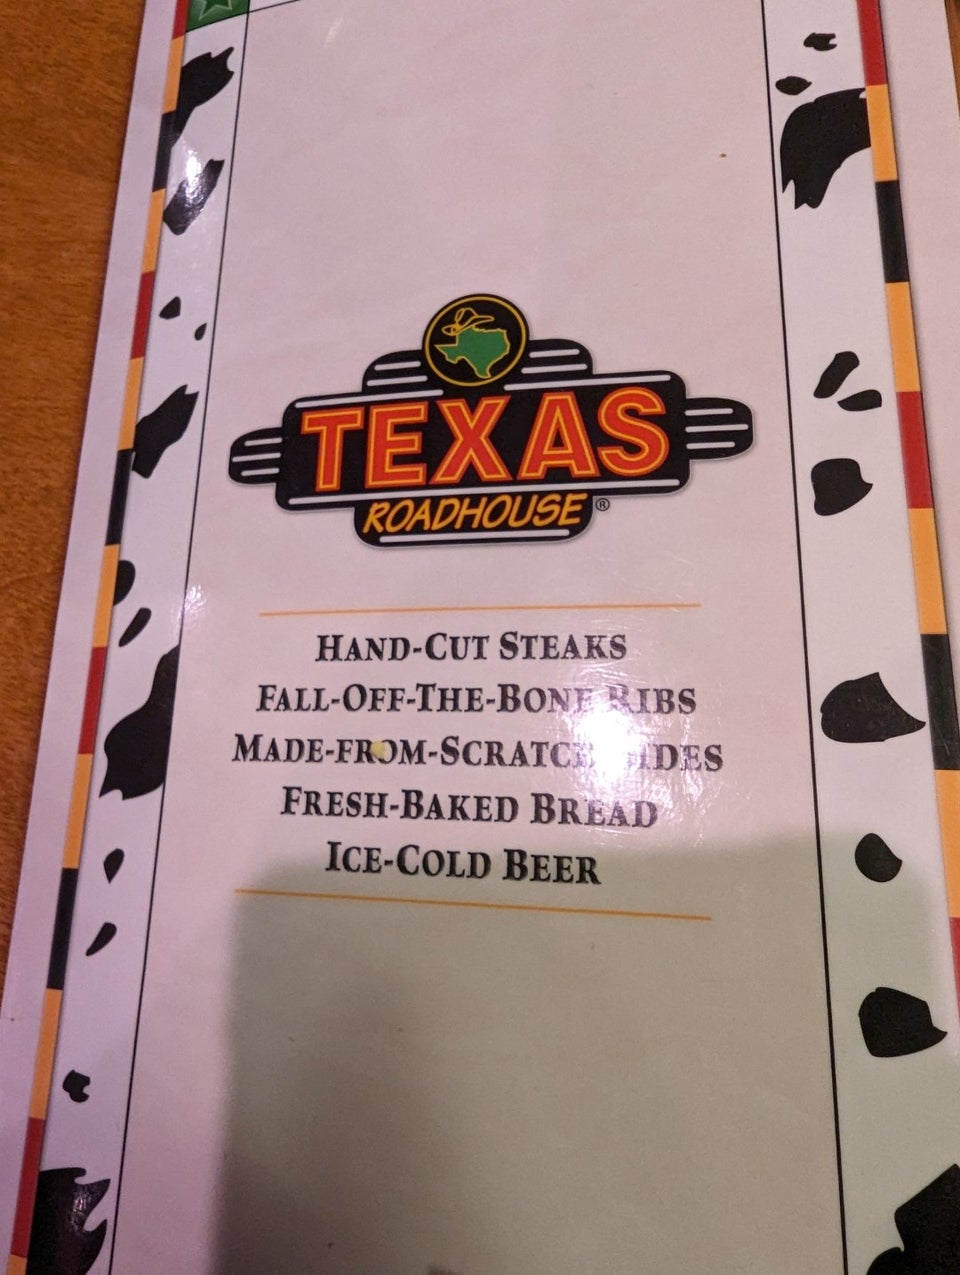 TEXAS
ROADHOUSE®
HAND-CUT STEAKS
FALL-OFF-THE-BONE RIBS
MADE-FROM-SCRATCH SIDES
FRESH-BAKED BREAD
ICE-COLD BEER